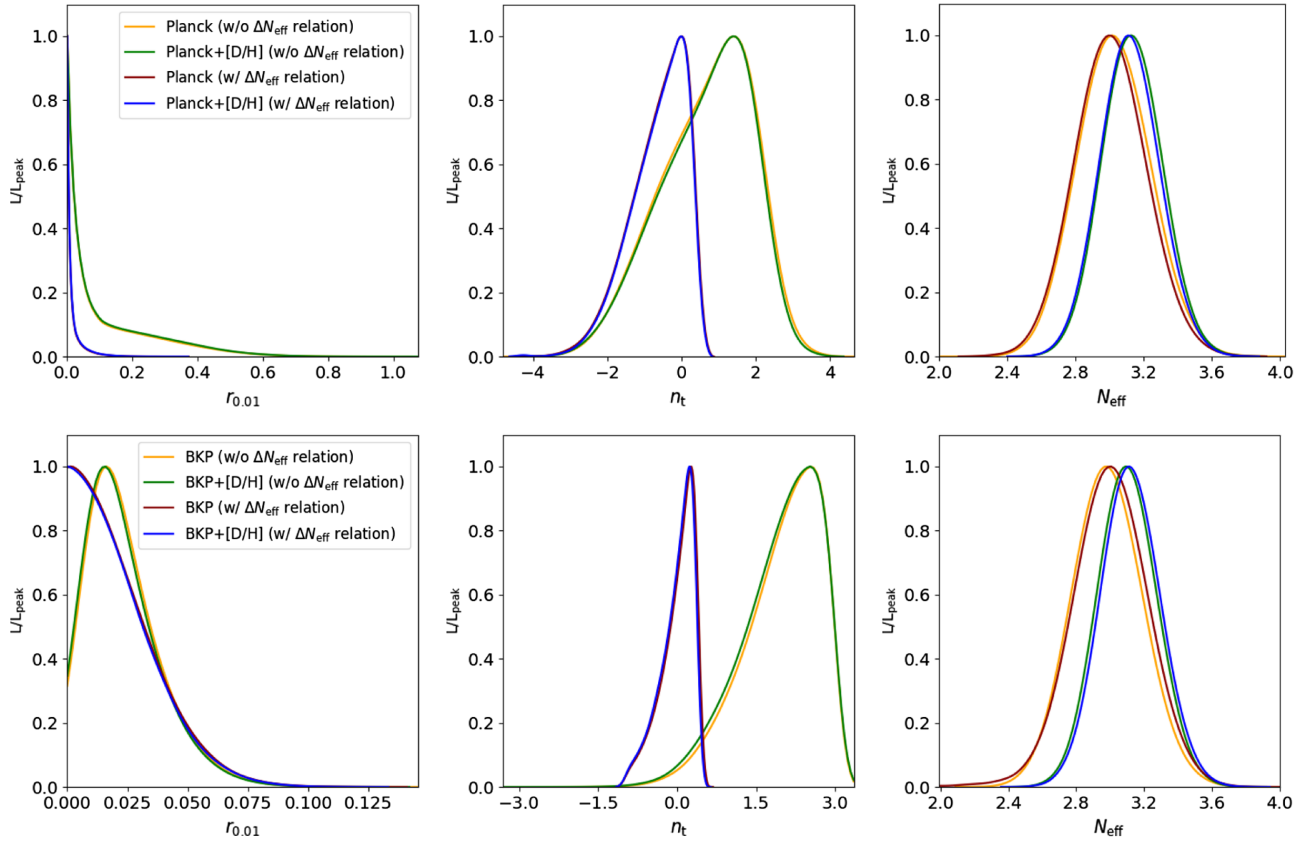 Planck (w/o ΔN_eff relation)
Planck+[D/H] (w/o ΔN_eff relation)
Planck (w/ ΔN_eff relation)
Planck+[D/H] (w/ ΔN_eff relation)
L/L_peak
1.0
0.8
0.6
0.4
0.2
0.0
0.0 0.2 0.4 0.6 0.8 1.0
r_0.01
L/L_peak
1.0
0.8
0.6
0.4
0.2
0.0
−4 −2 0 2 4
n_t
L/L_peak
1.0
0.8
0.6
0.4
0.2
0.0
2.0 2.4 2.8 3.2 3.6 4.0
N_eff
BKP (w/o ΔN_eff relation)
BKP+[D/H] (w/o ΔN_eff relation)
BKP (w/ ΔN_eff relation)
BKP+[D/H] (w/ ΔN_eff relation)
L/L_peak
1.0
0.8
0.6
0.4
0.2
0.0
0.000 0.025 0.050 0.075 0.100 0.125
r_0.01
L/L_peak
1.0
0.8
0.6
0.4
0.2
0.0
−3.0 −1.5 0.0 1.5 3.0
n_t
L/L_peak
1.0
0.8
0.6
0.4
0.2
0.0
2.0 2.4 2.8 3.2 3.6 4.0
N_eff